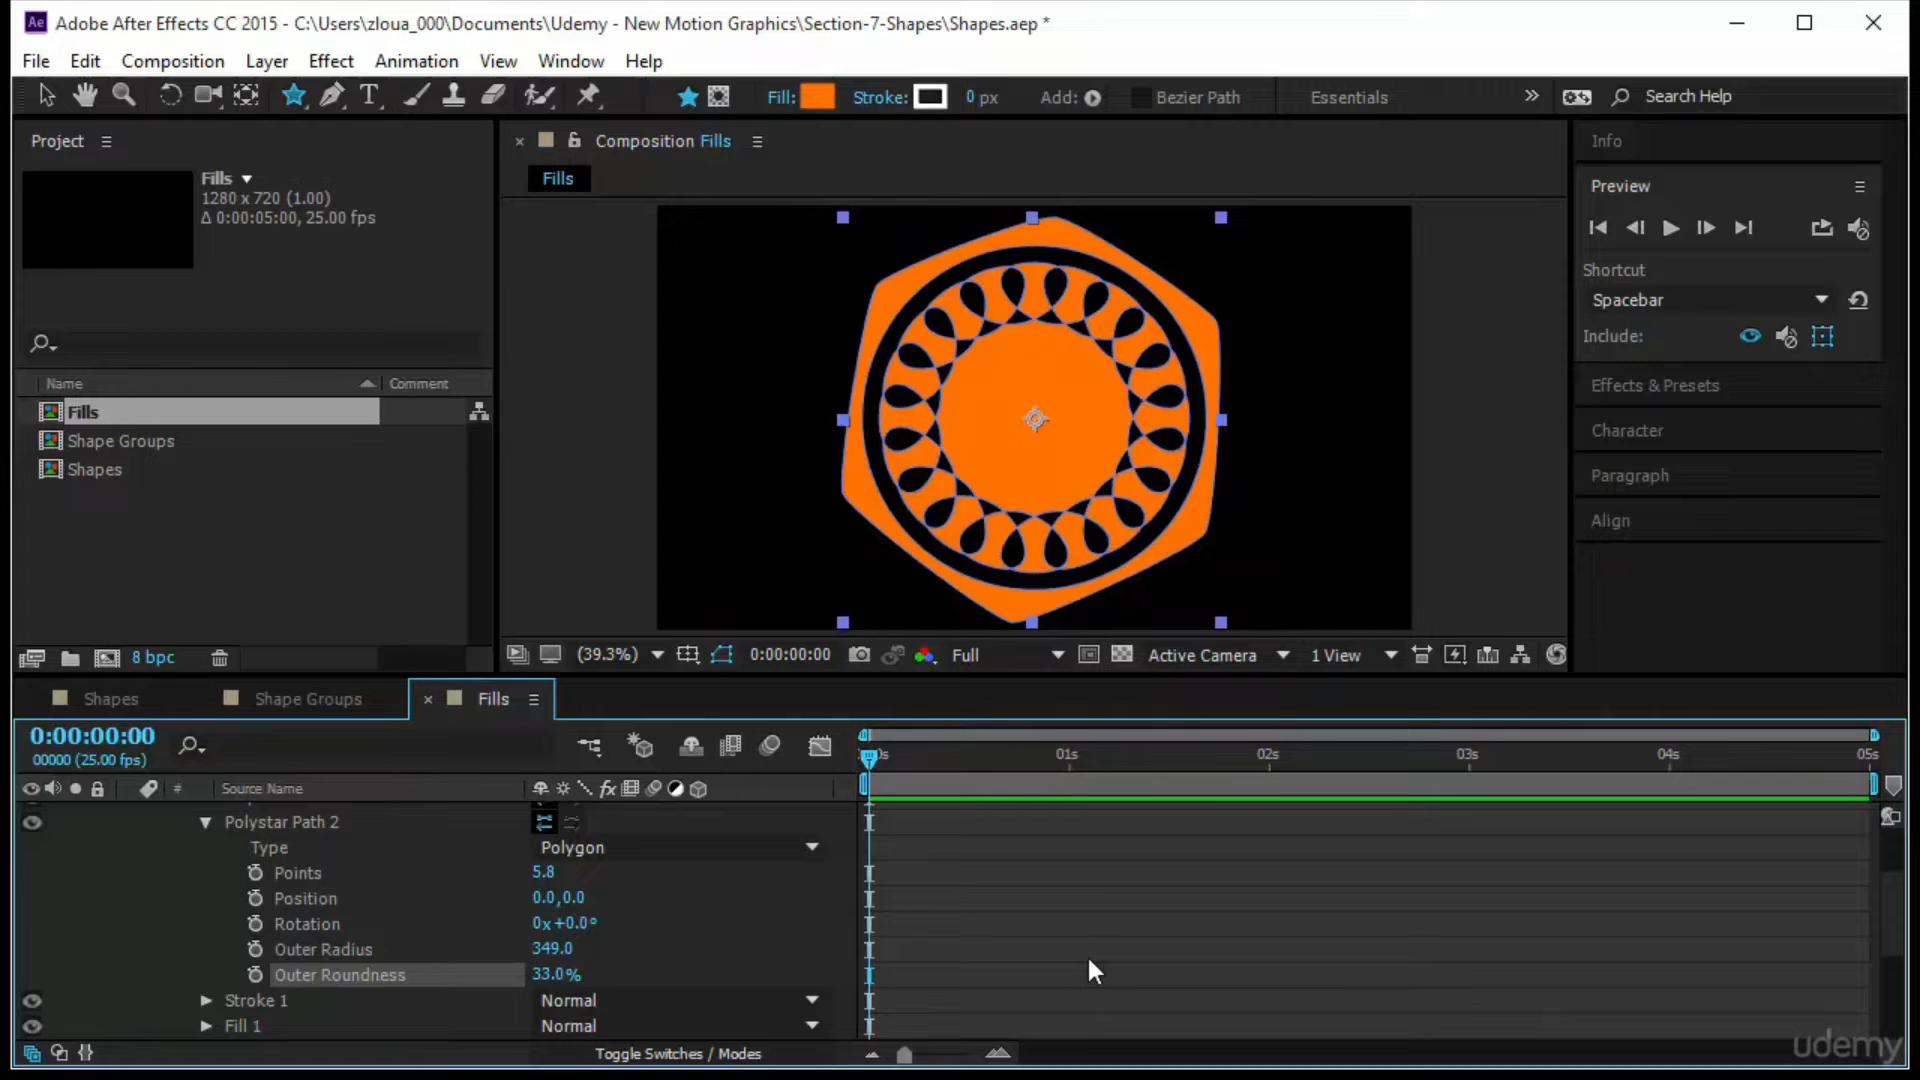 Ae Adobe After Effects CC 2015 - C:\Users\zloua_000\Documents\Udemy - New Motion Graphics\Section-7-Shapes\Shapes.aep *
File Edit Composition Layer Effect Animation View Window Help
T Fill: Stroke: 0 px Add: Bezier Path Essentials Search Help
Project
Fills
1280 x 720 (1.00)
Δ 0:00:05:00, 25.00 fps
Name Comment
Fills
Shape Groups
Shapes
8 bpc
Composition Fills
Fills
(39.3%) 0:00:00:00 Full Active Camera 1 View
Info
Preview
Shortcut
Spacebar
Include:
Effects & Presets
Character
Paragraph
Align
Shapes Shape Groups Fills
0:00:00:00
00000 (25.00 fps)
# Source Name fx
0s 01s 02s 03s 04s 05s
Polystar Path 2
Type Polygon
Points 5.8
Position 0.0,0.0
Rotation 0x+0.0°
Outer Radius 349.0
Outer Roundness 33.0%
Stroke 1 Normal
Fill 1 Normal
Toggle Switches / Modes
udemy